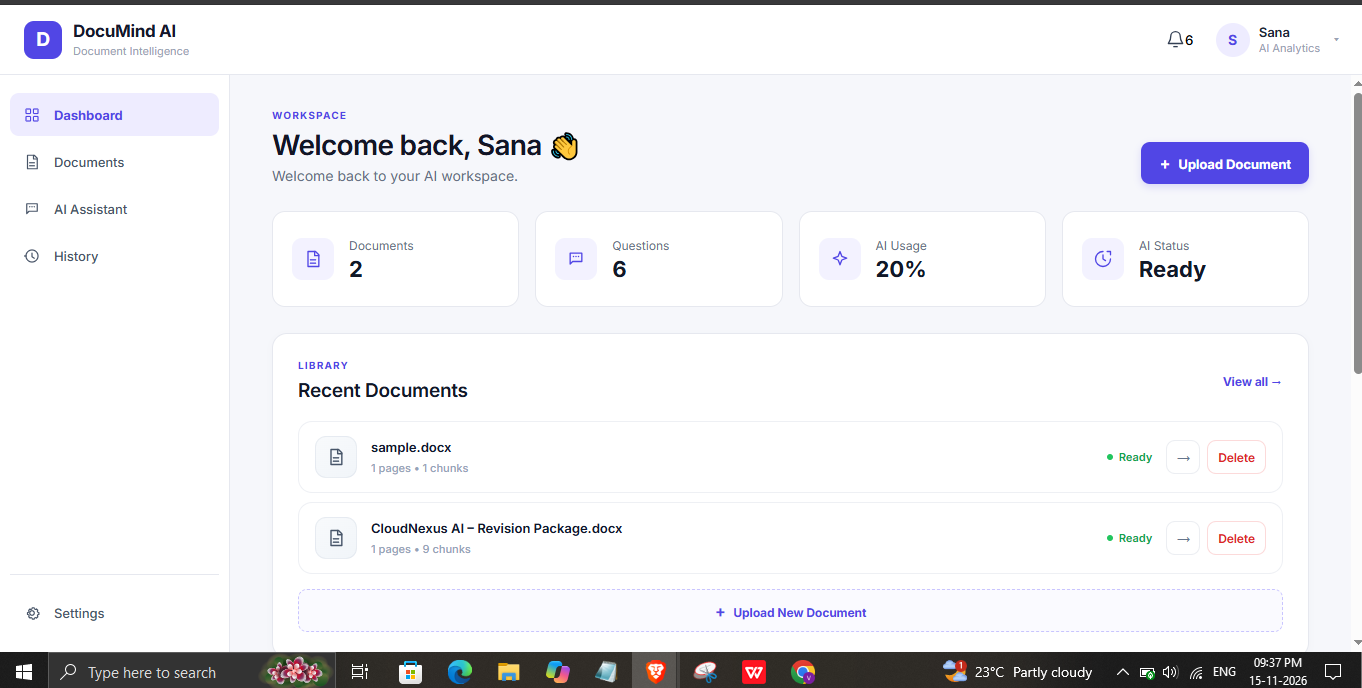 D
DocuMind AI
Document Intelligence
6
S
Sana
AI Analytics
Dashboard
Documents
AI Assistant
History
Settings
WORKSPACE
Welcome back, Sana 👋
Welcome back to your AI workspace.
+ Upload Document
Documents
2
Questions
6
AI Usage
20%
AI Status
Ready
LIBRARY
Recent Documents
View all →
sample.docx
1 pages • 1 chunks
Ready
→
Delete
CloudNexus AI – Revision Package.docx
1 pages • 9 chunks
Ready
→
Delete
+ Upload New Document
Type here to search
W
v
1
23°C Partly cloudy
ENG
09:37 PM
15-11-2026